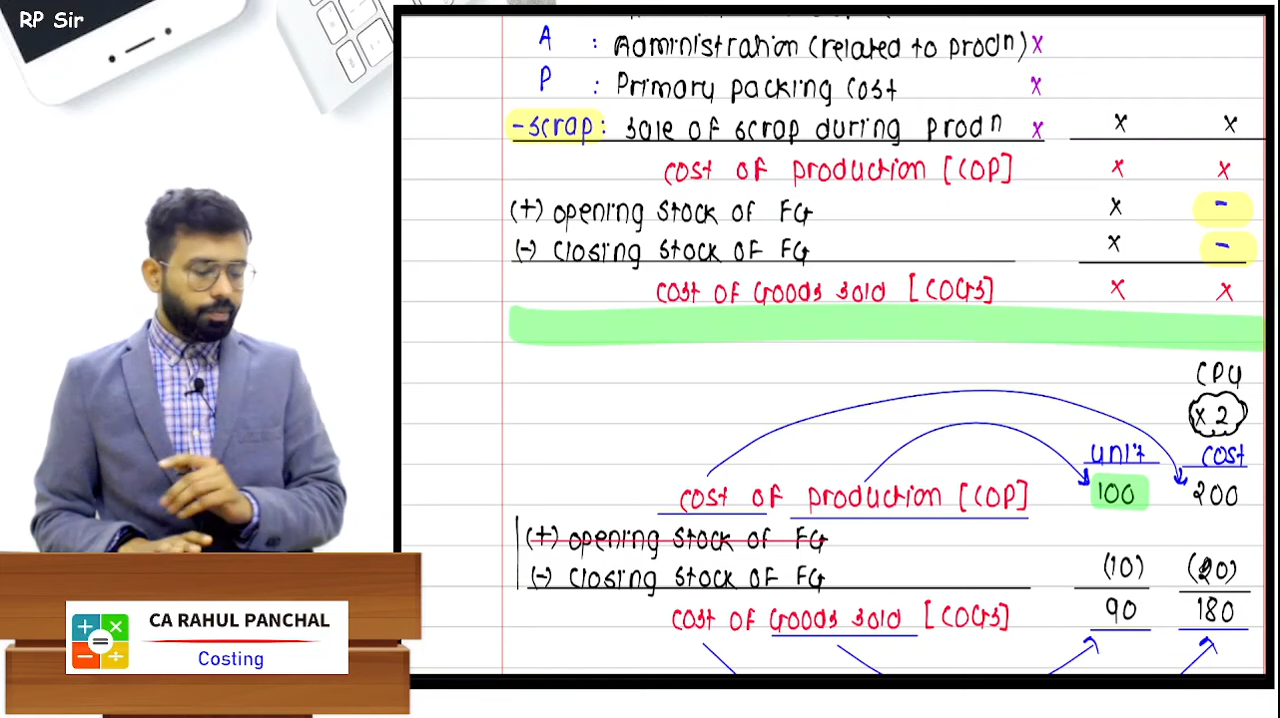 RP Sir
A : Administration (related to prodn) x
P : Primary packing cost x
-scrap: sale of scrap during prodn x x x
cost of production [COP] x x
(+) opening stock of FG x -
(-) closing stock of FG x -
cost of Goods sold [COGS] x x
CPU
x 2
unit cost
cost of production [COP] 100 200
(+) opening stock of FG
(-) closing stock of FG (10) (20)
cost of Goods sold [COGS] 90 180
CA RAHUL PANCHAL
Costing